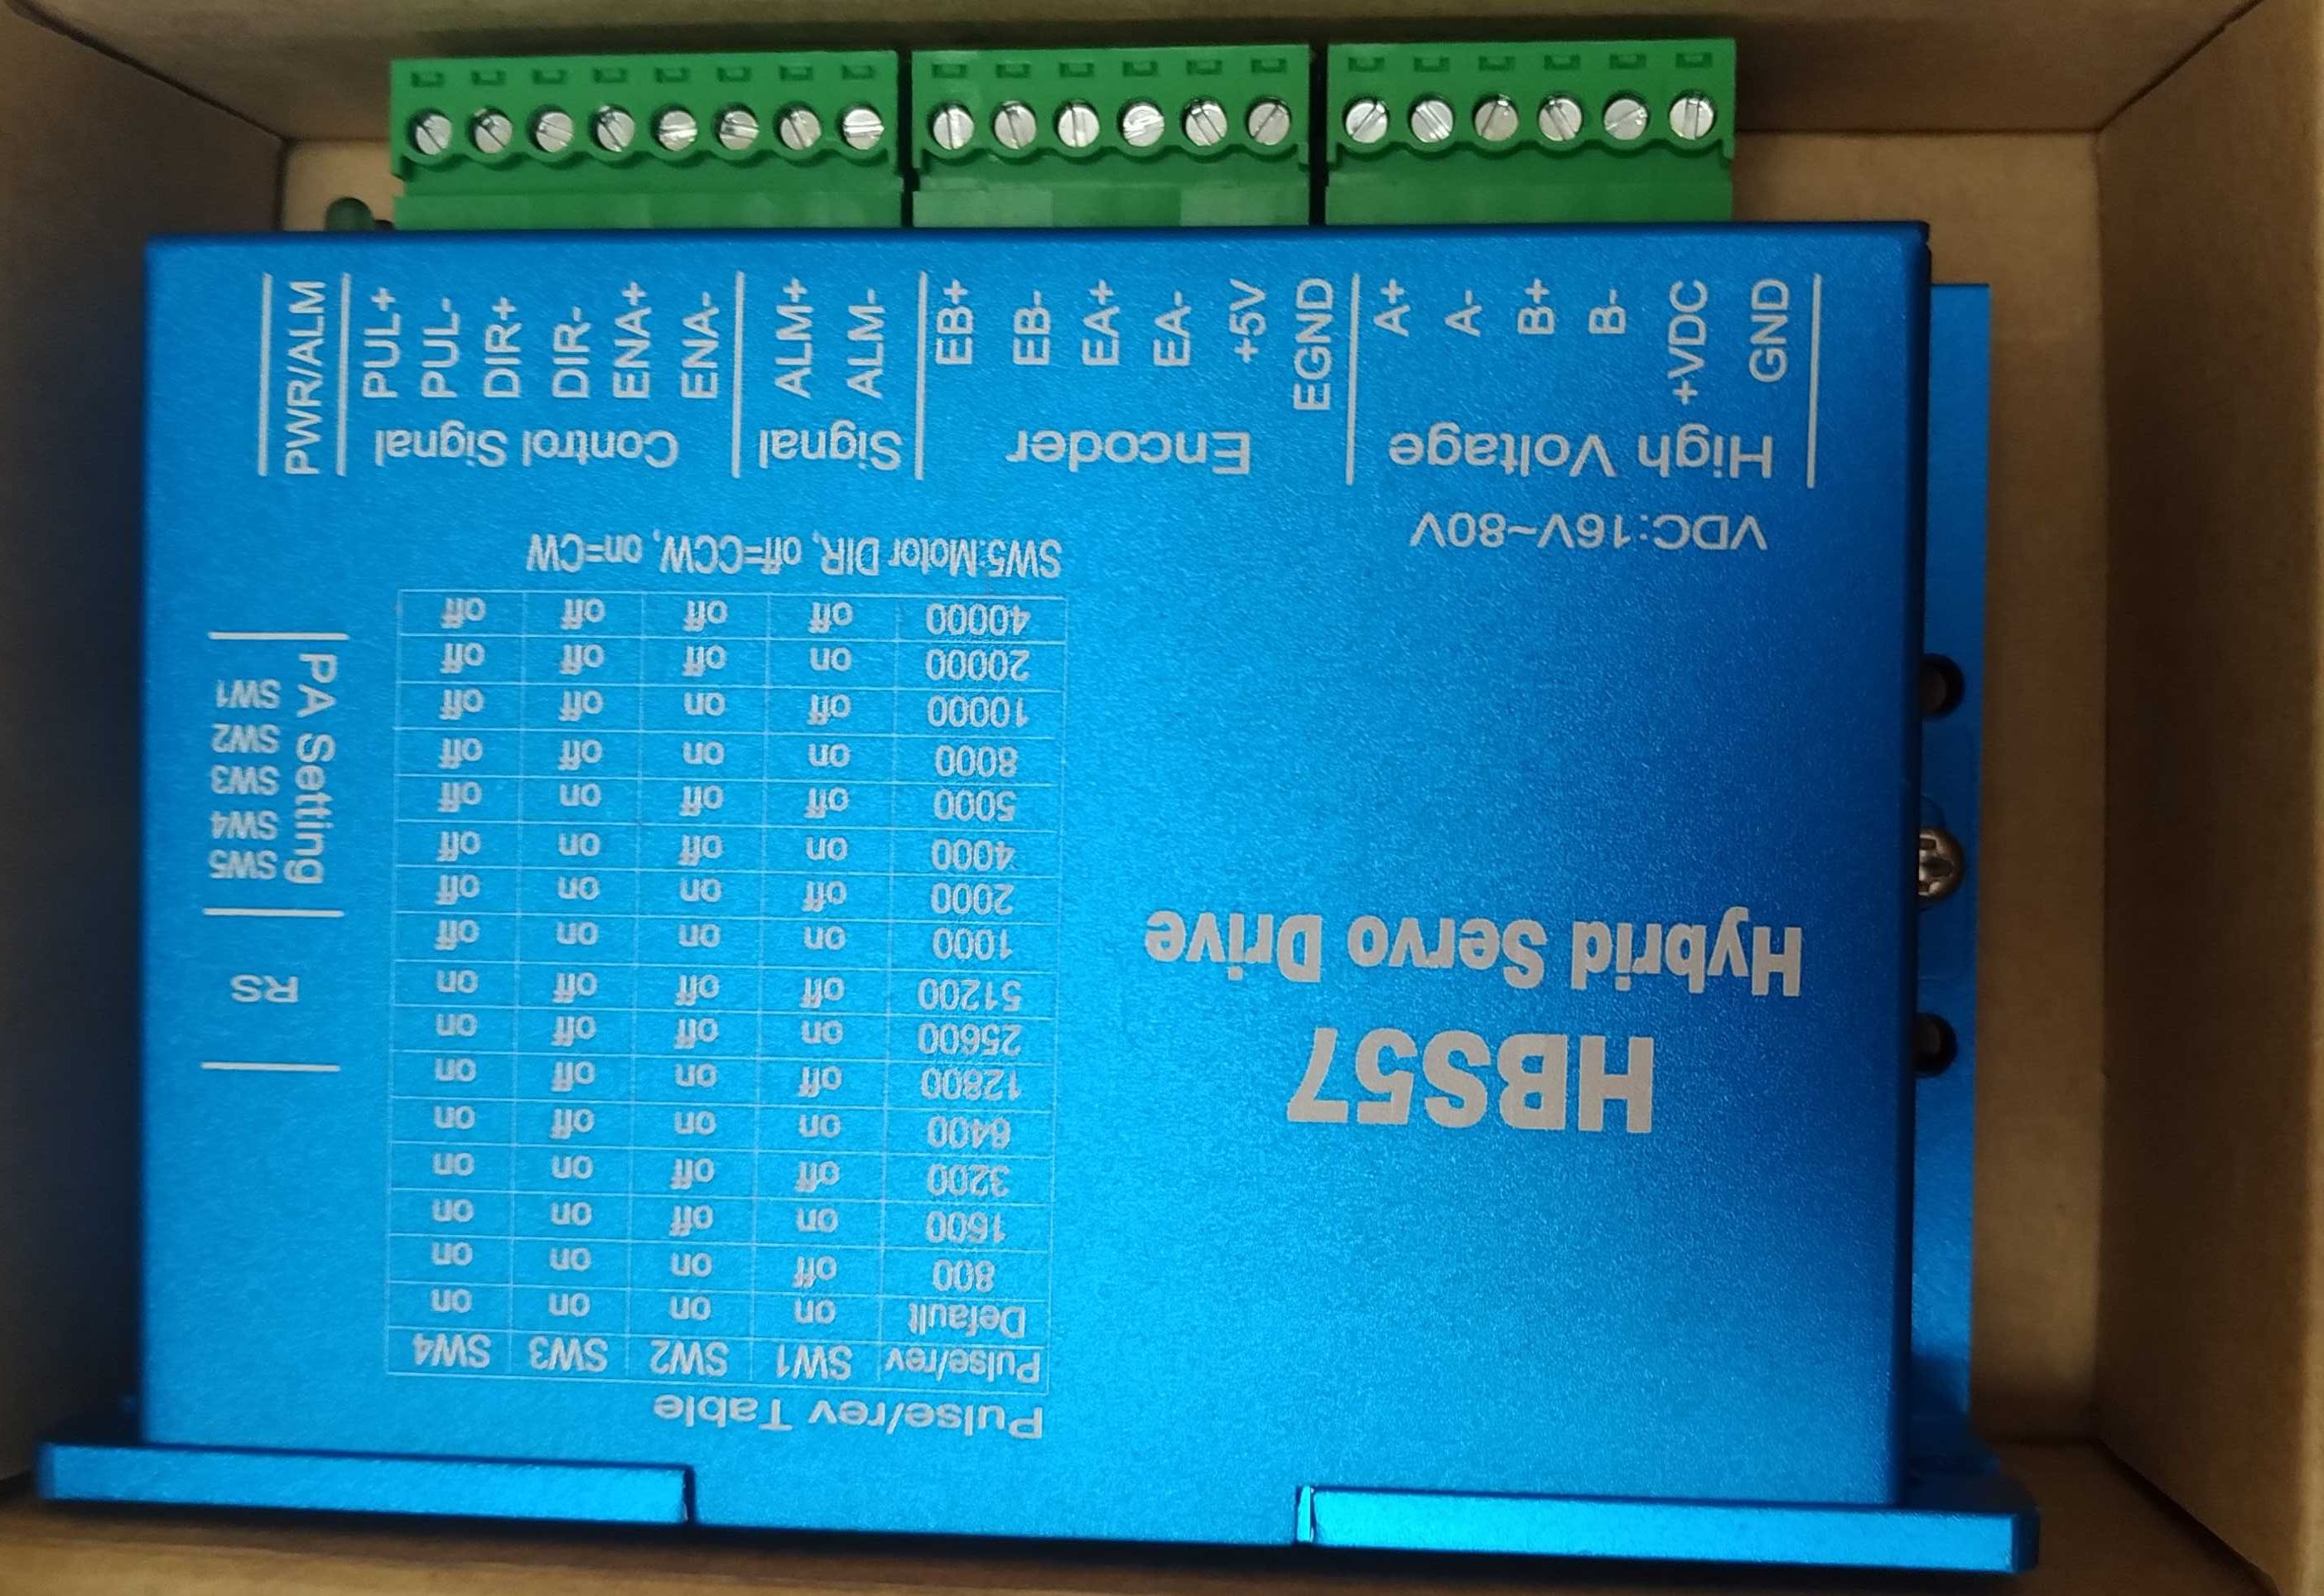 HBS57
Hybrid Servo Drive
VDC:16V~80V
High Voltage
GND
+VDC
B-
B+
A-
A+
Encoder
EGND
+5V
EA-
EA+
EB-
EB+
Signal
ALM-
ALM+
Control Signal
ENA-
ENA+
DIR-
DIR+
PUL-
PUL+
PWR/ALM
Pulse/rev Table
Pulse/rev SW1 SW2 SW3 SW4
Default on on on on
800 off on on on
1600 on off on on
3200 off off on on
6400 on on off on
12800 off on off on
25600 on off off on
51200 off off off on
1000 on on on off
2000 off on on off
4000 on off on off
5000 off off on off
8000 on on off off
10000 off on off off
20000 on off off off
40000 off off off off
SW5:Motor DIR, off=CCW, on=CW
RS
PA Setting
SW5
SW4
SW3
SW2
SW1